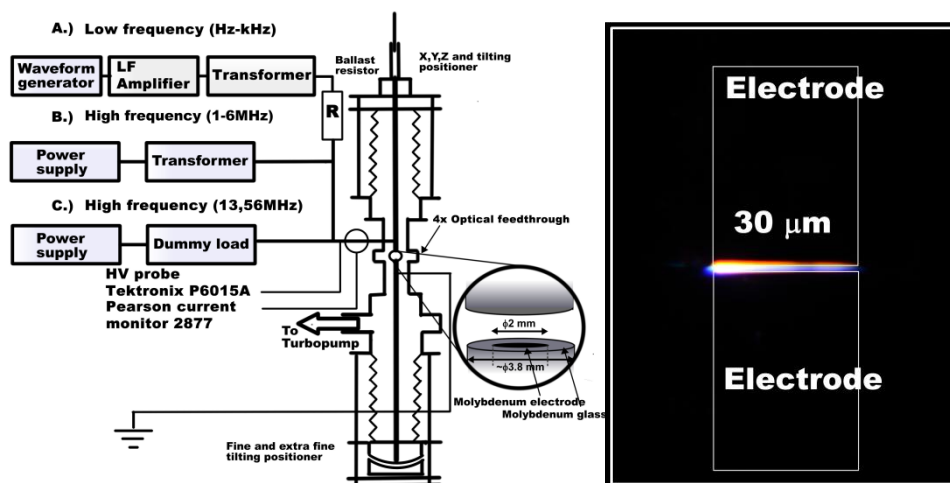 A.) Low frequency (Hz-kHz)
Waveform
generator
LF
Amplifier
Transformer
Ballast
resistor
X,Y,Z and tilting
positioner
R
B.) High frequency (1-6MHz)
Power
supply
Transformer
C.) High frequency (13,56MHz)
Power
supply
Dummy load
4x Optical feedthrough
HV probe
Tektronix P6015A
Pearson current
monitor 2877
To
Turbopump
ϕ2 mm
~ϕ3.8 mm
Molybdenum electrode
Molybdenum glass
Fine and extra fine
tilting positioner
Electrode
30 μm
Electrode